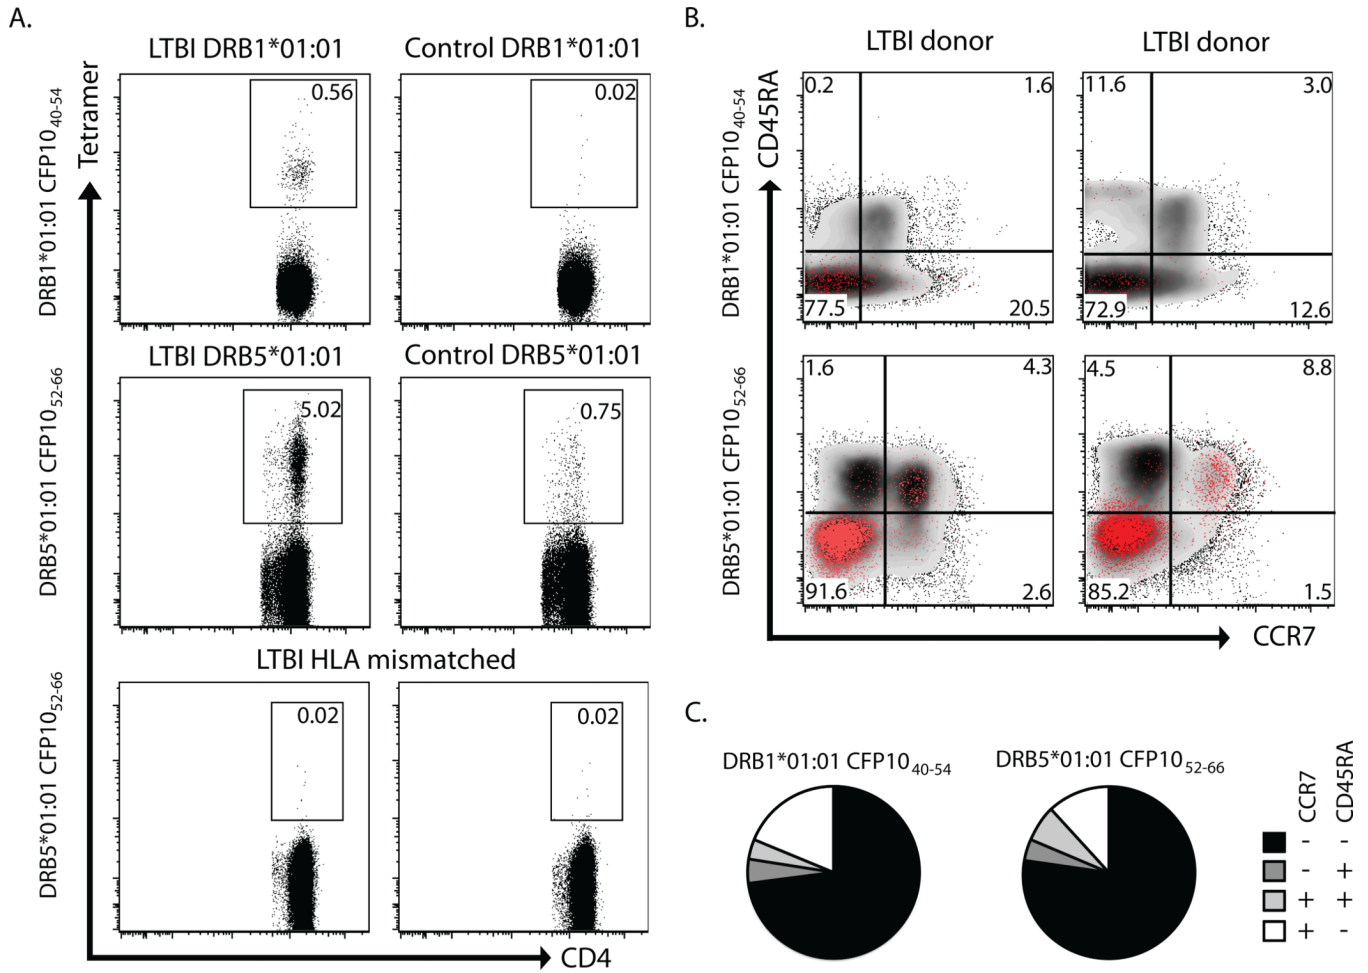 A.
LTBI DRB1*01:01
Control DRB1*01:01
Tetramer
DRB1*01:01 CFP10 40-54
0.56
0.02
LTBI DRB5*01:01
Control DRB5*01:01
DRB5*01:01 CFP10 52-66
5.02
0.75
LTBI HLA mismatched
DRB5*01:01 CFP10 52-66
0.02
0.02
CD4
B.
LTBI donor
LTBI donor
CD45RA
DRB1*01:01 CFP10 40-54
0.2
1.6
77.5
20.5
11.6
3.0
72.9
12.6
DRB5*01:01 CFP10 52-66
1.6
4.3
91.6
2.6
4.5
8.8
85.2
1.5
CCR7
C.
DRB1*01:01 CFP10 40-54
DRB5*01:01 CFP10 52-66
CCR7
CD45RA
- -
- +
+ +
+ -